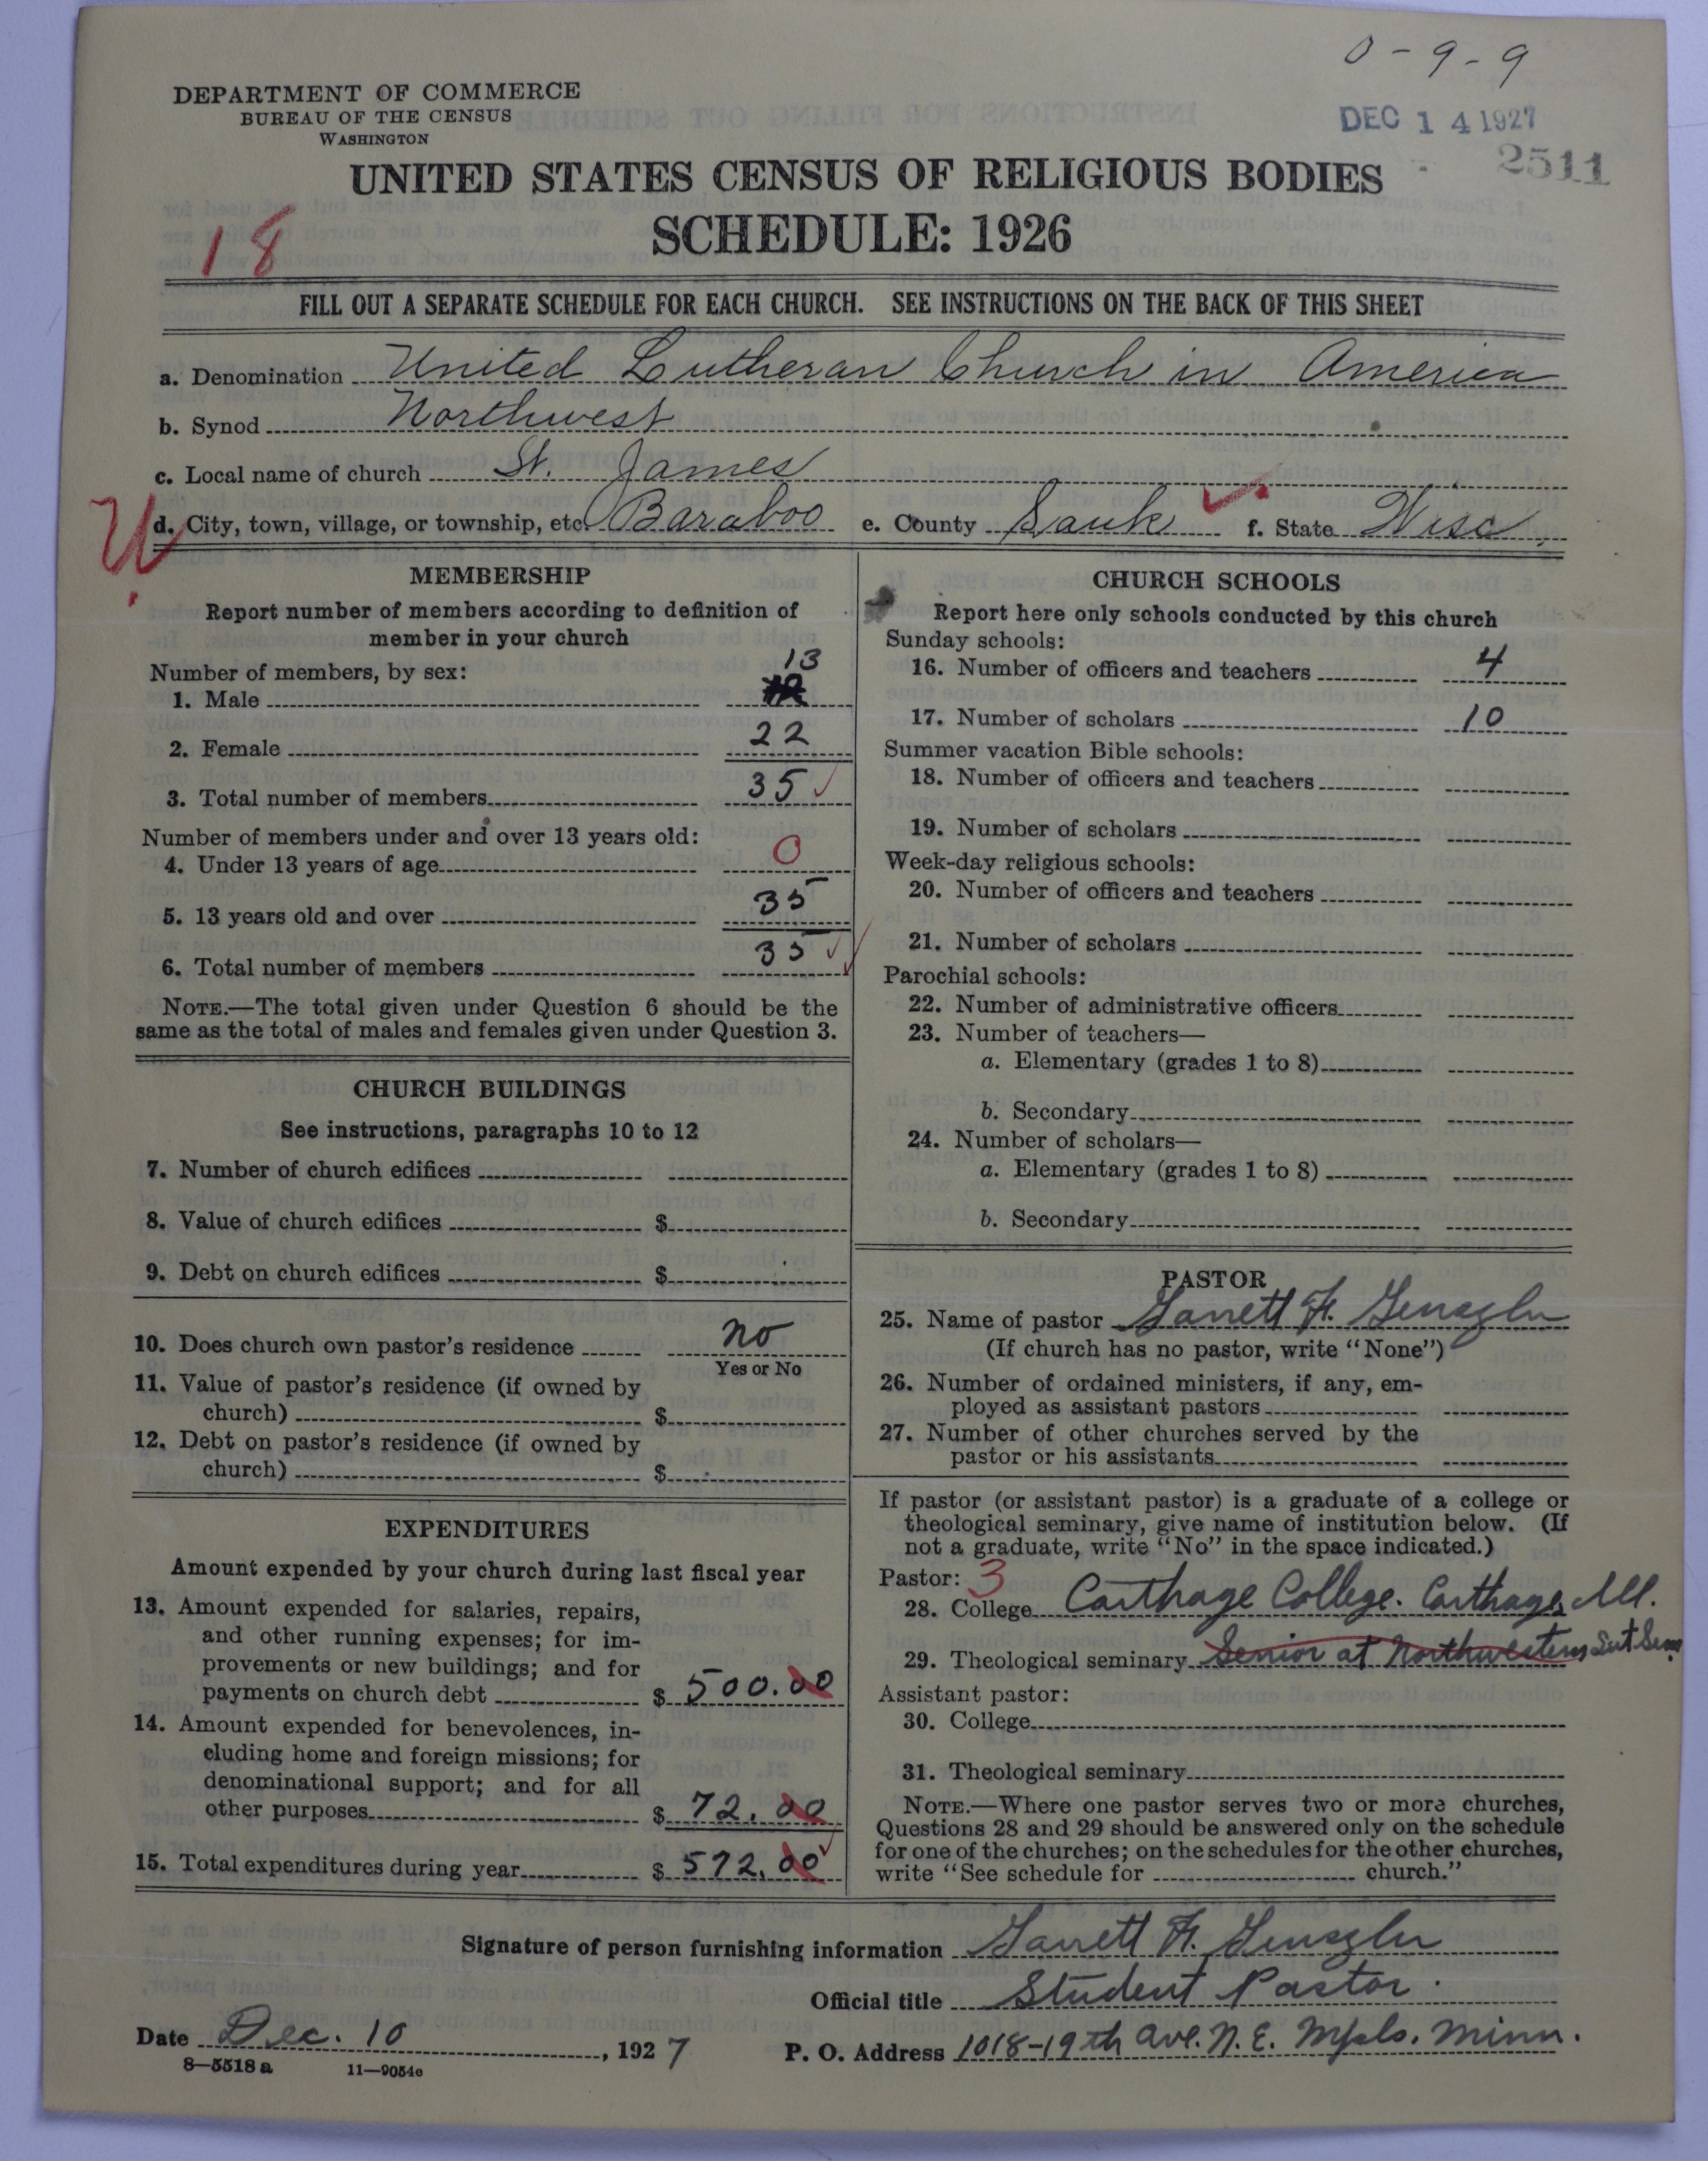 0-9-9
DEPARTMENT OF COMMERCE
BUREAU OF THE CENSUS
WASHINGTON
DEC 14 1927
2511
UNITED STATES CENSUS OF RELIGIOUS BODIES
SCHEDULE: 1926
18
FILL OUT A SEPARATE SCHEDULE FOR EACH CHURCH. SEE INSTRUCTIONS ON THE BACK OF THIS SHEET
a. Denomination United Lutheran Church in America
b. Synod Northwest
c. Local name of church St. James
U
d. City, town, village, or township, etc. Baraboo e. County Sauk f. State Wisc.
MEMBERSHIP
Report number of members according to definition of
member in your church
Number of members, by sex:
13
1. Male
2. Female 22
3. Total number of members 35
Number of members under and over 13 years old:
4. Under 13 years of age 0
5. 13 years old and over 35
6. Total number of members 35
NOTE.—The total given under Question 6 should be the
same as the total of males and females given under Question 3.
CHURCH BUILDINGS
See instructions, paragraphs 10 to 12
7. Number of church edifices
8. Value of church edifices $
9. Debt on church edifices $
10. Does church own pastor's residence no
Yes or No
11. Value of pastor's residence (if owned by
church) $
12. Debt on pastor's residence (if owned by
church) $
EXPENDITURES
Amount expended by your church during last fiscal year
13. Amount expended for salaries, repairs,
and other running expenses; for im-
provements or new buildings; and for
payments on church debt $ 500.00
14. Amount expended for benevolences, in-
cluding home and foreign missions; for
denominational support; and for all
other purposes $ 72.00
15. Total expenditures during year $ 572.00
CHURCH SCHOOLS
Report here only schools conducted by this church
Sunday schools:
16. Number of officers and teachers 4
17. Number of scholars 10
Summer vacation Bible schools:
18. Number of officers and teachers
19. Number of scholars
Week-day religious schools:
20. Number of officers and teachers
21. Number of scholars
Parochial schools:
22. Number of administrative officers
23. Number of teachers—
a. Elementary (grades 1 to 8)
b. Secondary
24. Number of scholars—
a. Elementary (grades 1 to 8)
b. Secondary
PASTOR
25. Name of pastor Garrett F. Genszler
(If church has no pastor, write "None")
26. Number of ordained ministers, if any, em-
ployed as assistant pastors
27. Number of other churches served by the
pastor or his assistants
If pastor (or assistant pastor) is a graduate of a college or
theological seminary, give name of institution below. (If
not a graduate, write "No" in the space indicated.)
Pastor: 3
28. College Carthage College. Carthage, Ill.
29. Theological seminary Senior at Northwestern Lut Sem.
Assistant pastor:
30. College
31. Theological seminary
NOTE.—Where one pastor serves two or more churches,
Questions 28 and 29 should be answered only on the schedule
for one of the churches; on the schedules for the other churches,
write "See schedule for church."
Signature of person furnishing information Garrett F. Genszler
Official title Student Pastor.
Date Dec. 10, 1927 P. O. Address 1018-19th Ave. N.E. Mpls. Minn.
8—5518 a 11—9054e